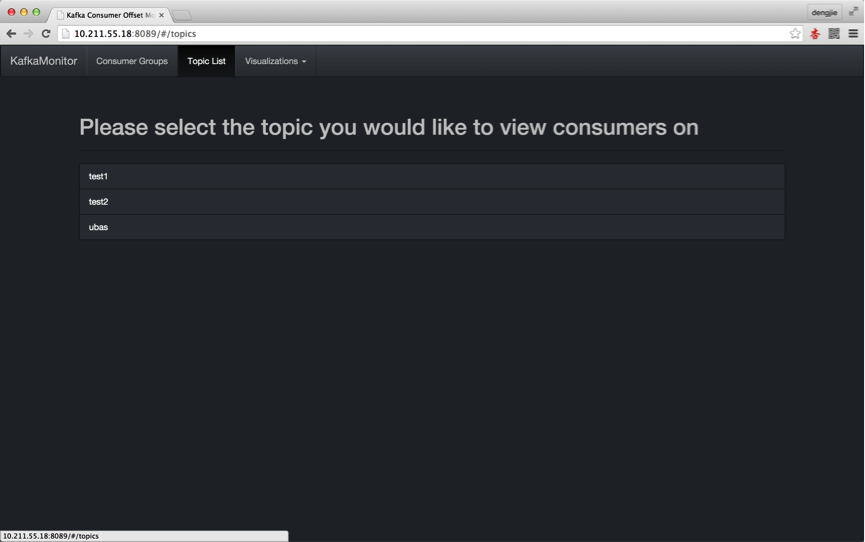 Kafka Consumer Offset Mo
dengjie
10.211.55.18:8089/#/topics
KafkaMonitor Consumer Groups Topic List Visualizations
Please select the topic you would like to view consumers on
test1
test2
ubas
10.211.55.18:8089/#/topics